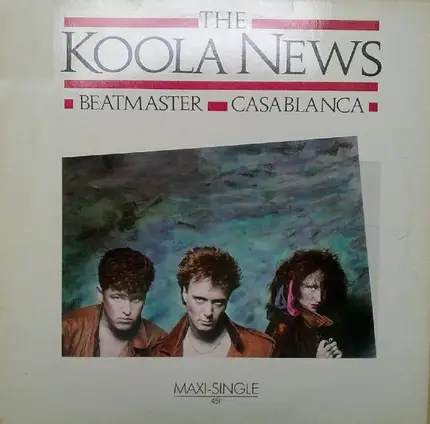 THE
KOOLA NEWS
BEATMASTER CASABLANCA
MAXI-SINGLE
45